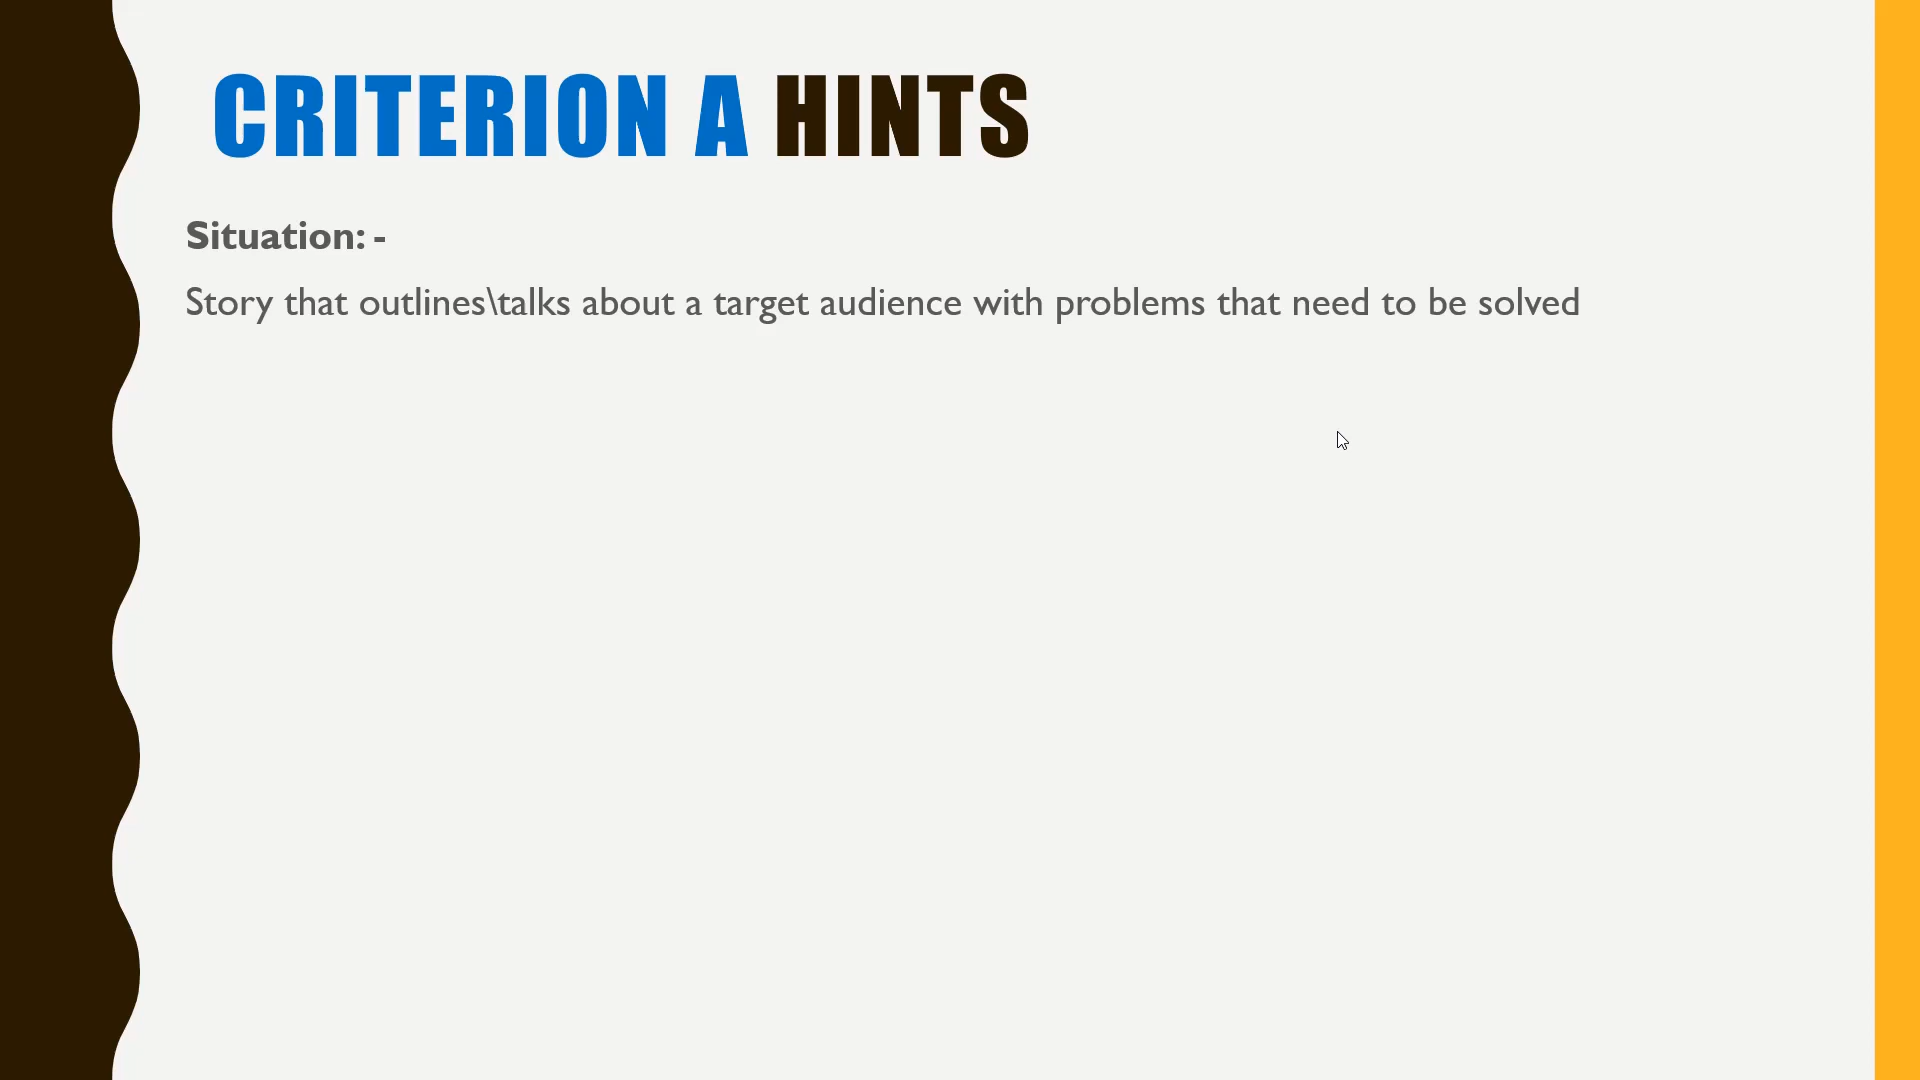 CRITERION A HINTS
Situation: -
Story that outlines\talks about a target audience with problems that need to be solved